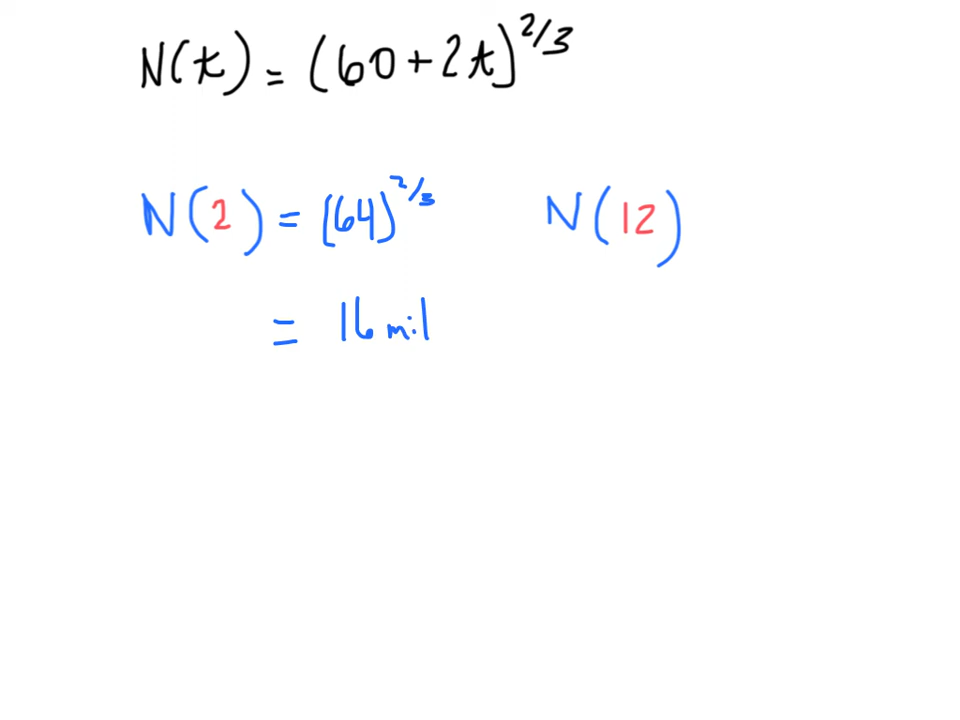 N(t) = (60+2t)^2/3
N(2) = (64)^2/3 N(12)
= 16 mil